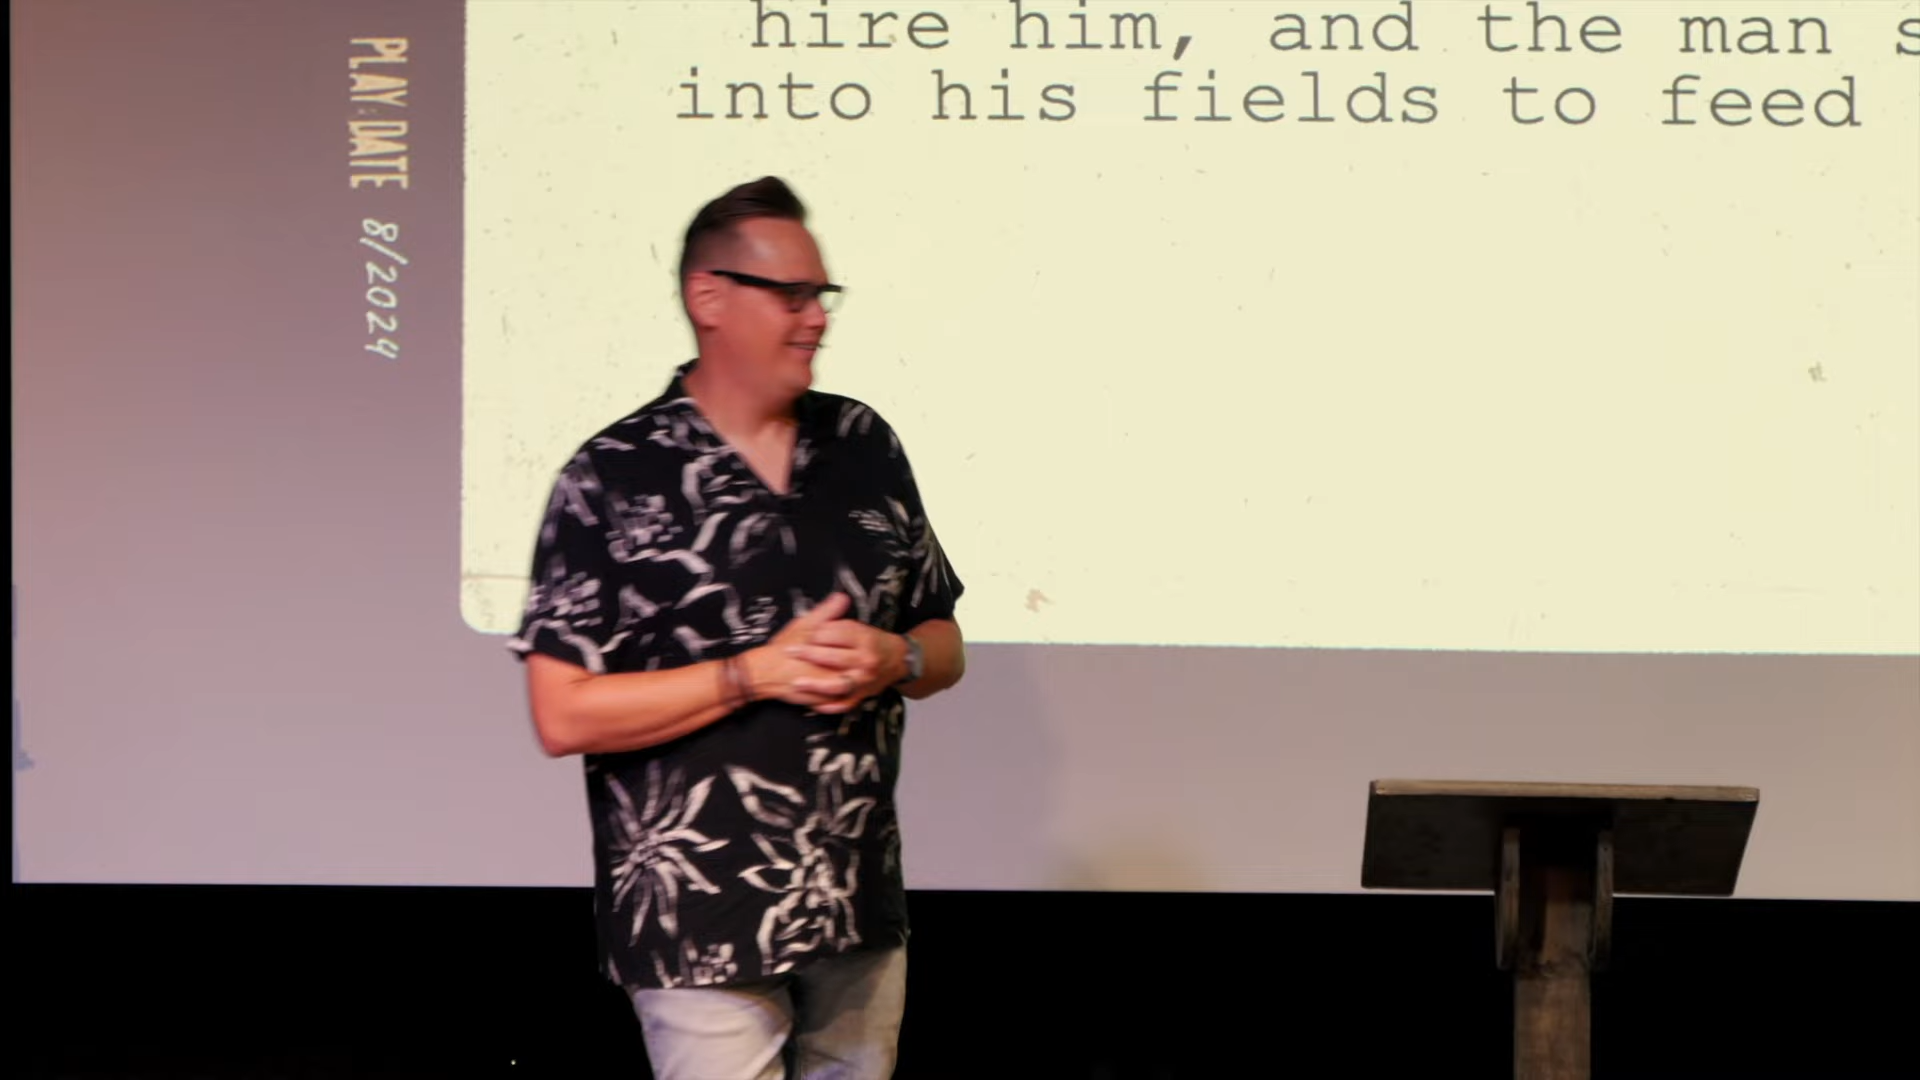 hire him, and the man
into his fields to feed
PLAY DATE 8/2024